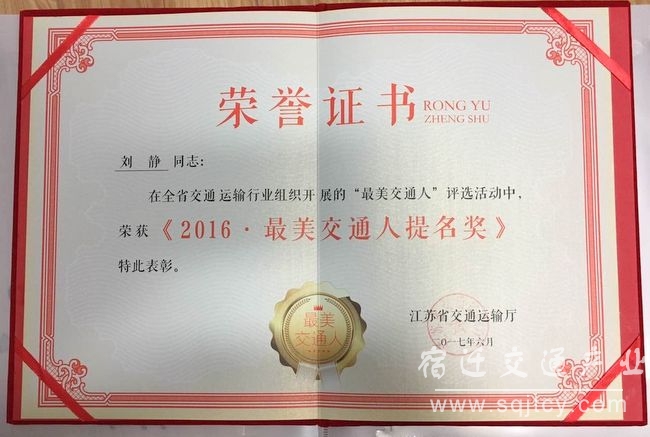 荣誉证书
RONG YU
ZHENG SHU
刘 静 同志：
在全省交通运输行业组织开展的“最美交通人”评选活动中，
荣获《2016·最美交通人提名奖》
特此表彰。
最美
交通人
江苏省交通运输厅
〇一七年六月
宿迁交通产业
www.sqjtcy.com